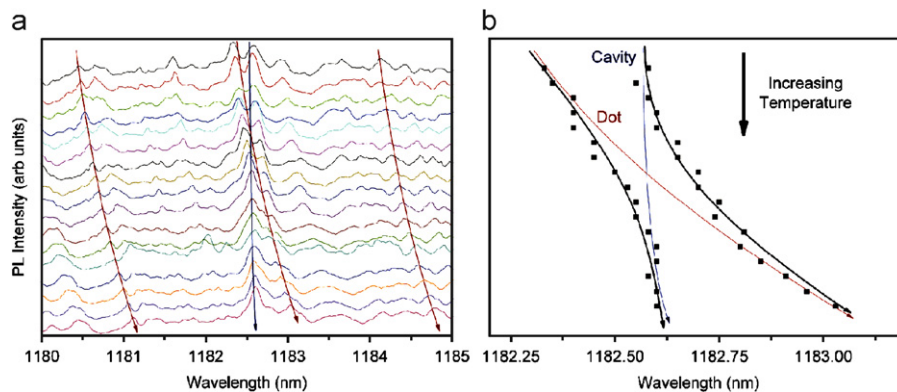 a
PL Intensity (arb units)
1180 1181 1182 1183 1184 1185
Wavelength (nm)
b
Cavity
Dot
Increasing
Temperature
1182.25 1182.50 1182.75 1183.00
Wavelength (nm)